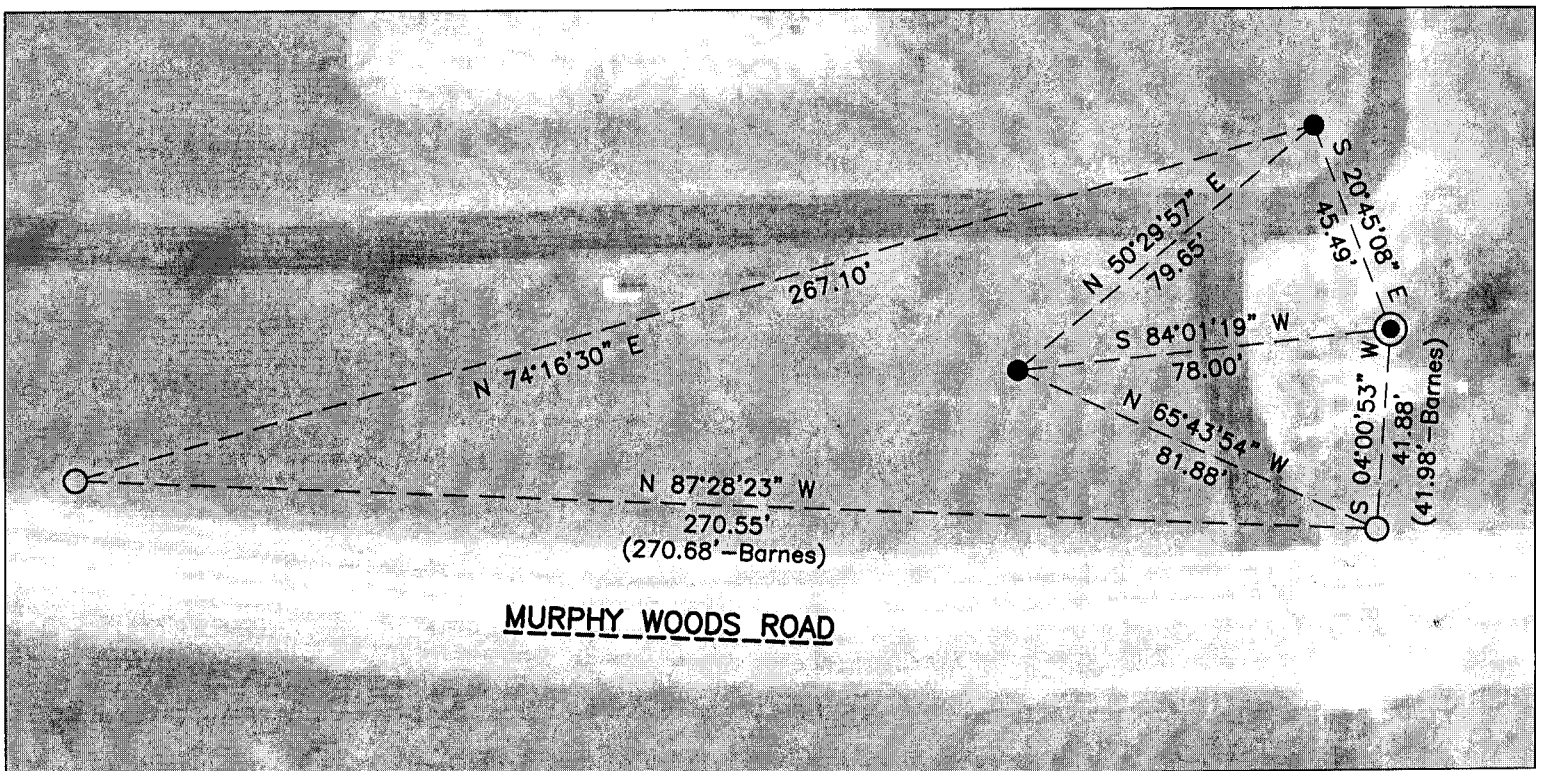 S 20°45'08" E
45.49'
N 50°29'57" E
79.65'
267.10'
N 74°16'30" E
S 84°01'19" W
78.00'
N 65°43'54" W
81.88'
S 04°00'53" W
41.88'
(41.98'-Barnes)
N 87°28'23" W
270.55'
(270.68'-Barnes)
MURPHY WOODS ROAD